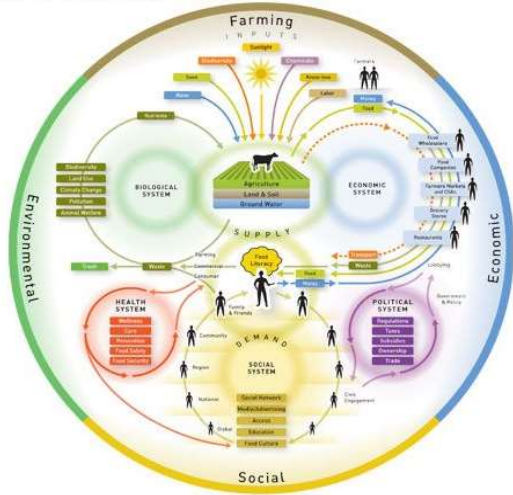 Farming
INPUTS
Sunlight
Biodiversity
Chemicals
Seed
Know-how
Water
Labor
Farmers
Money
Food
Nutrients
Food Wholesalers
Food Companies
Farmers Markets and CSAs
Grocery Stores
Restaurants
Biodiversity
Land Use
Climate Change
Pollution
Animal Welfare
BIOLOGICAL SYSTEM
Agriculture
Land & Soil
Ground Water
ECONOMIC SYSTEM
Environmental
Economic
SUPPLY
Food Literacy
Farming
Commercial
Consumer
Waste
Transport
Waste
Food
Money
Lobbying
Government & Policy
HEALTH SYSTEM
Wellness
Care
Prevention
Food Safety
Food Security
Family & Friends
Community
Region
National
Global
DEMAND
SOCIAL SYSTEM
Social Network
Media/Advertising
Access
Education
Food Culture
POLITICAL SYSTEM
Regulations
Taxes
Subsidies
Ownership
Trade
Civic Engagement
Social